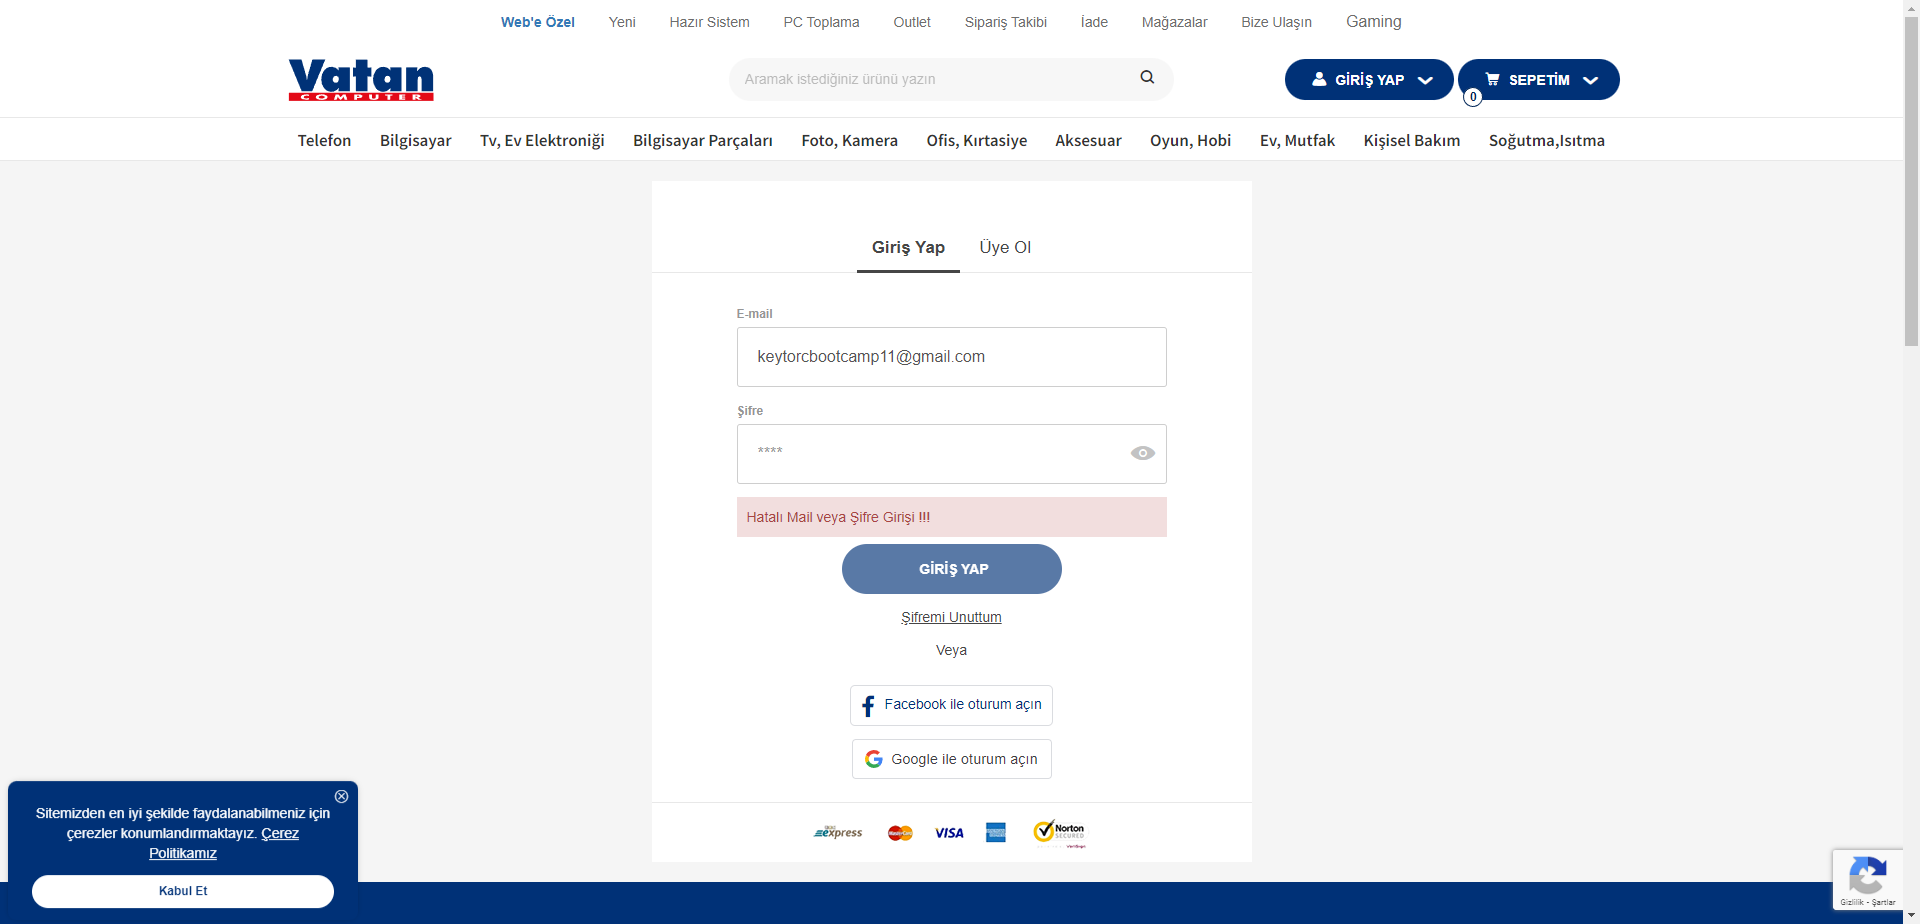 Web'e Özel Yeni Hazır Sistem PC Toplama Outlet Sipariş Takibi İade Mağazalar Bize Ulaşın Gaming
Vatan
COMPUTER
Aramak istediğiniz ürünü yazın
GİRİŞ YAP
SEPETİM
0
Telefon Bilgisayar Tv, Ev Elektroniği Bilgisayar Parçaları Foto, Kamera Ofis, Kırtasiye Aksesuar Oyun, Hobi Ev, Mutfak Kişisel Bakım Soğutma,Isıtma
Giriş Yap Üye Ol
E-mail
keytorcbootcamp11@gmail.com
Şifre
****
Hatalı Mail veya Şifre Girişi !!!
GİRİŞ YAP
Şifremi Unuttum
Veya
Facebook ile oturum açın
Google ile oturum açın
express MasterCard VISA Norton
SECURED
Sitemizden en iyi şekilde faydalanabilmeniz için
çerezler konumlandırmaktayız. Çerez
Politikamız
Kabul Et
Gizlilik - Şartlar